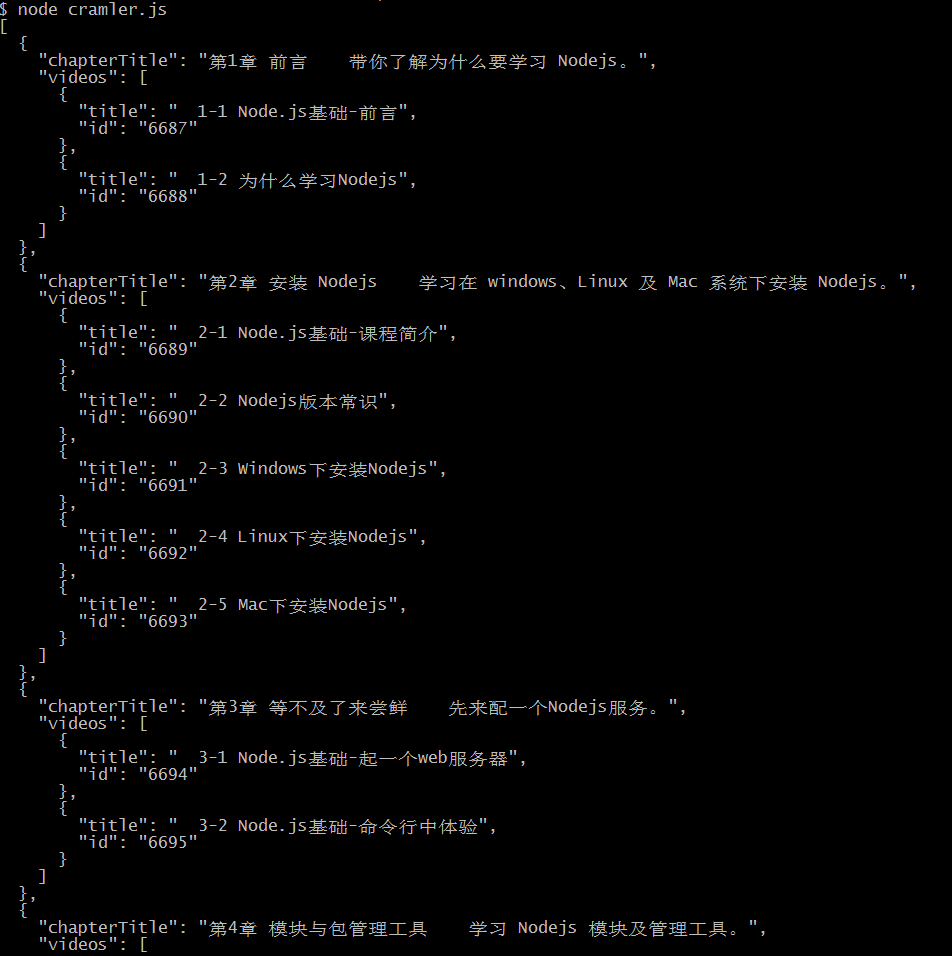 $ node cramler.js
[
  {
    "chapterTitle": "第1章 前言    带你了解为什么要学习 Nodejs。",
    "videos": [
      {
        "title": "  1-1 Node.js基础-前言",
        "id": "6687"
      },
      {
        "title": "  1-2 为什么学习Nodejs",
        "id": "6688"
      }
    ]
  },
  {
    "chapterTitle": "第2章 安装 Nodejs    学习在 windows、Linux 及 Mac 系统下安装 Nodejs。",
    "videos": [
      {
        "title": "  2-1 Node.js基础-课程简介",
        "id": "6689"
      },
      {
        "title": "  2-2 Nodejs版本常识",
        "id": "6690"
      },
      {
        "title": "  2-3 Windows下安装Nodejs",
        "id": "6691"
      },
      {
        "title": "  2-4 Linux下安装Nodejs",
        "id": "6692"
      },
      {
        "title": "  2-5 Mac下安装Nodejs",
        "id": "6693"
      }
    ]
  },
  {
    "chapterTitle": "第3章 等不及了来尝鲜    先来配一个Nodejs服务。",
    "videos": [
      {
        "title": "  3-1 Node.js基础-起一个web服务器",
        "id": "6694"
      },
      {
        "title": "  3-2 Node.js基础-命令行中体验",
        "id": "6695"
      }
    ]
  },
  {
    "chapterTitle": "第4章 模块与包管理工具    学习 Nodejs 模块及管理工具。",
    "videos": [